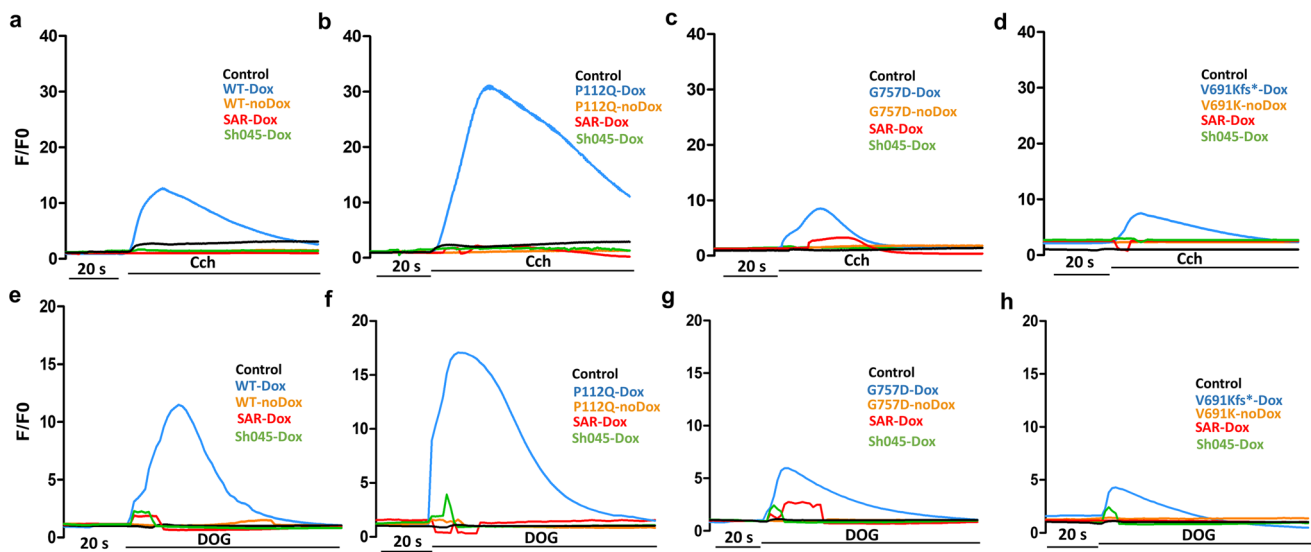 a
40
30
20
10
0
F/F0
Control
WT-Dox
WT-noDox
SAR-Dox
Sh045-Dox
20 s
Cch
b
40
30
20
10
0
Control
P112Q-Dox
P112Q-noDox
SAR-Dox
Sh045-Dox
20 s
Cch
c
40
30
20
10
0
Control
G757D-Dox
G757D-noDox
SAR-Dox
Sh045-Dox
20 s
Cch
d
40
30
20
10
0
Control
V691Kfs*-Dox
V691K-noDox
SAR-Dox
Sh045-Dox
20 s
Cch
e
20
15
10
5
0
F/F0
Control
WT-Dox
WT-noDox
SAR-Dox
Sh045-Dox
20 s
DOG
f
20
15
10
5
0
Control
P112Q-Dox
P112Q-noDox
SAR-Dox
Sh045-Dox
20 s
DOG
g
20
15
10
5
0
Control
G757D-Dox
G757D-noDox
SAR-Dox
Sh045-Dox
20 s
DOG
h
20
15
10
5
0
Control
V691Kfs*-Dox
V691K-noDox
SAR-Dox
Sh045-Dox
20 s
DOG